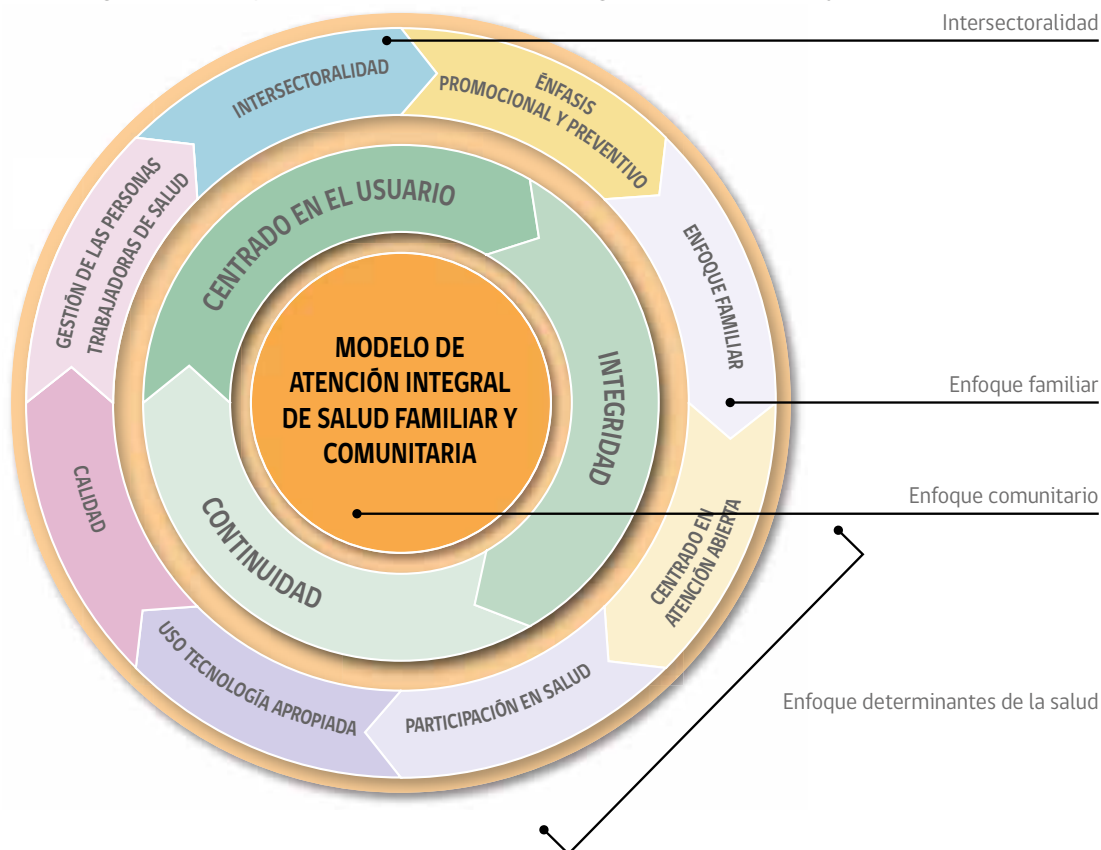 Intersectoralidad
INTERSECTORALIDAD
ÉNFASIS
PROMOCIONAL Y PREVENTIVO
GESTIÓN DE LAS PERSONAS
TRABAJADORAS DE SALUD
CENTRADO EN EL USUARIO
ENFOQUE FAMILIAR
MODELO DE
ATENCIÓN INTEGRAL
DE SALUD FAMILIAR Y
COMUNITARIA
INTEGRIDAD
Enfoque familiar
CALIDAD
CONTINUIDAD
Enfoque comunitario
CENTRADO EN
ATENCIÓN ABIERTA
USO TECNOLOGÍA APROPIADA
PARTICIPACIÓN EN SALUD
Enfoque determinantes de la salud